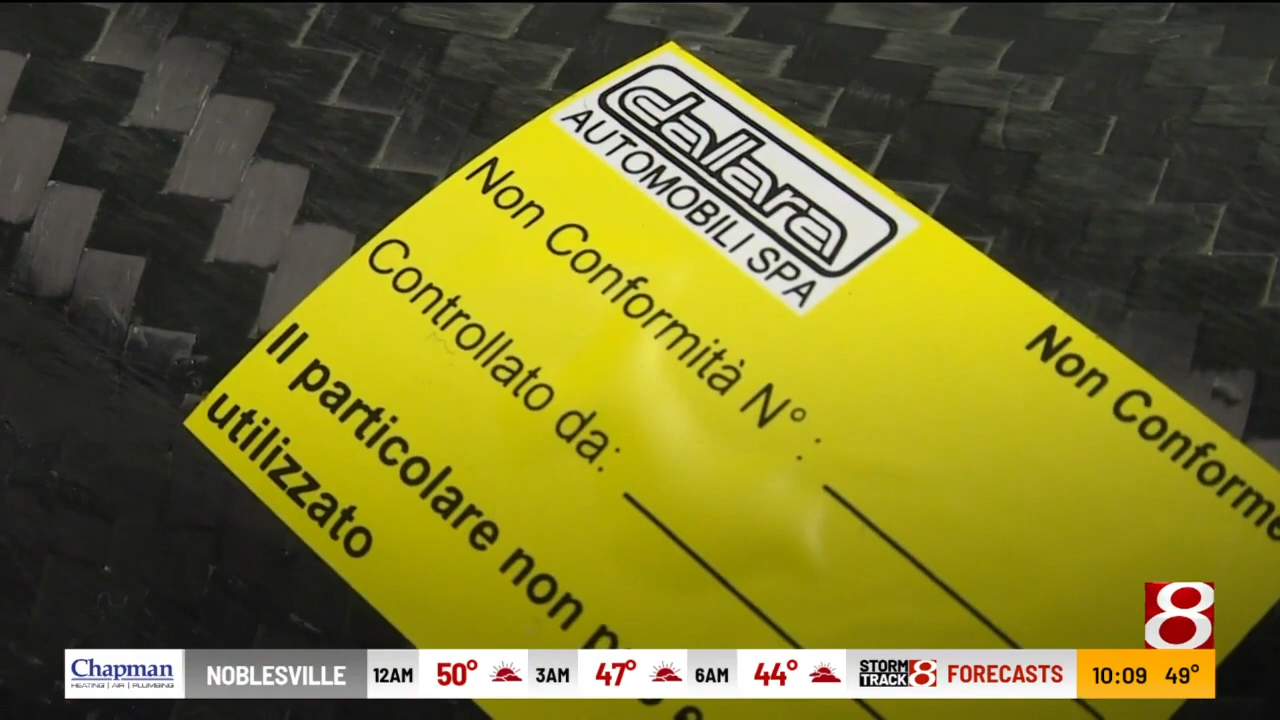 dallara
AUTOMOBILI SPA
Non Conformità N° :
Controllato da:
Il particolare non
utilizzato
Non Conforme
8
Chapman
HEATING | AIR | PLUMBING
NOBLESVILLE
12AM 50° 3AM 47° 6AM 44°
STORM TRACK 8 FORECASTS
10:09 49°